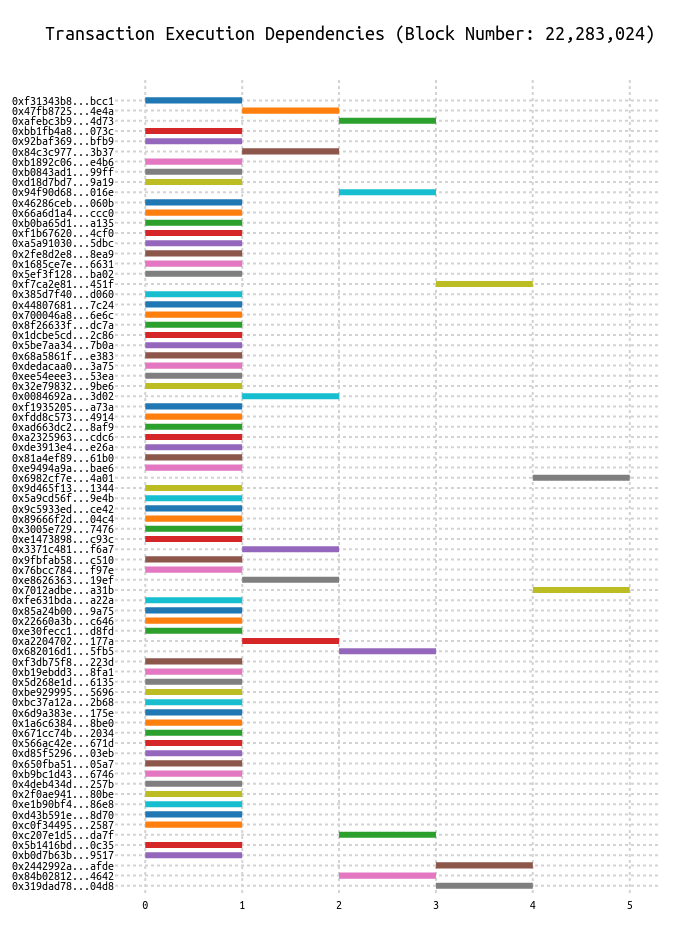 Transaction Execution Dependencies (Block Number: 22,283,024)
0xf31343b8...bcc1
0x47fb8725...4e4a
0xafebc3b9...4d73
0xbb1fb4a8...073c
0x92baf369...bfb9
0x84c3c977...3b37
0xb1892c06...e4b6
0xb0843ad1...99ff
0xd18d7bd7...9a19
0x94f90d68...016e
0x46286ceb...060b
0x66a6d1a4...ccc0
0xb0ba65d1...a135
0xf1b67620...4cf0
0xa5a91030...5dbc
0x2fe8d2e8...8ea9
0x1685ce7e...6631
0x5ef3f128...ba02
0xf7ca2e81...451f
0x385d7f40...d060
0x44807681...7c24
0x700046a8...6e6c
0x8f26633f...dc7a
0x1dcbe5cd...2c86
0x5be7aa34...7b0a
0x68a5861f...e383
0xdedacaa0...3a75
0xee54eee3...53ea
0x32e79832...9be6
0x0084692a...3d02
0xf1935205...a73a
0xfdd8c573...4914
0xad663dc2...8af9
0xa2325963...cdc6
0xde3913e4...e26a
0x81a4ef89...61b0
0xe9494a9a...bae6
0x6982cf7e...4a01
0x9d465f13...1344
0x5a9cd56f...9e4b
0x9c5933ed...ce42
0x89666f2d...04c4
0x3005e729...7476
0xe1473898...c93c
0x3371c481...f6a7
0x9fbfab58...c510
0x76bcc784...f97e
0xe8626363...19ef
0x7012adbe...a31b
0xfe631bda...a22a
0x85a24b00...9a75
0x22660a3b...c646
0xe30fecc1...d8fd
0xa2204702...177a
0x682016d1...5fb5
0xf3db75f8...223d
0xb19ebdd3...8fa1
0x5d268e1d...6135
0xbe929995...5696
0xbc37a12a...2b68
0x6d9a383e...175e
0x1a6c6384...8be0
0x671cc74b...2034
0x566ac42e...671d
0xd85f5296...03eb
0x650fba51...05a7
0xb9bc1d43...6746
0x4deb434d...257b
0x2f0ae941...80be
0xe1b90bf4...86e8
0xd43b591e...8d70
0xc0f34495...2587
0xc207e1d5...da7f
0x5b1416bd...0c35
0xb0d7b63b...9517
0x2442992a...afde
0x84b02812...4642
0x319dad78...04d8
0 1 2 3 4 5